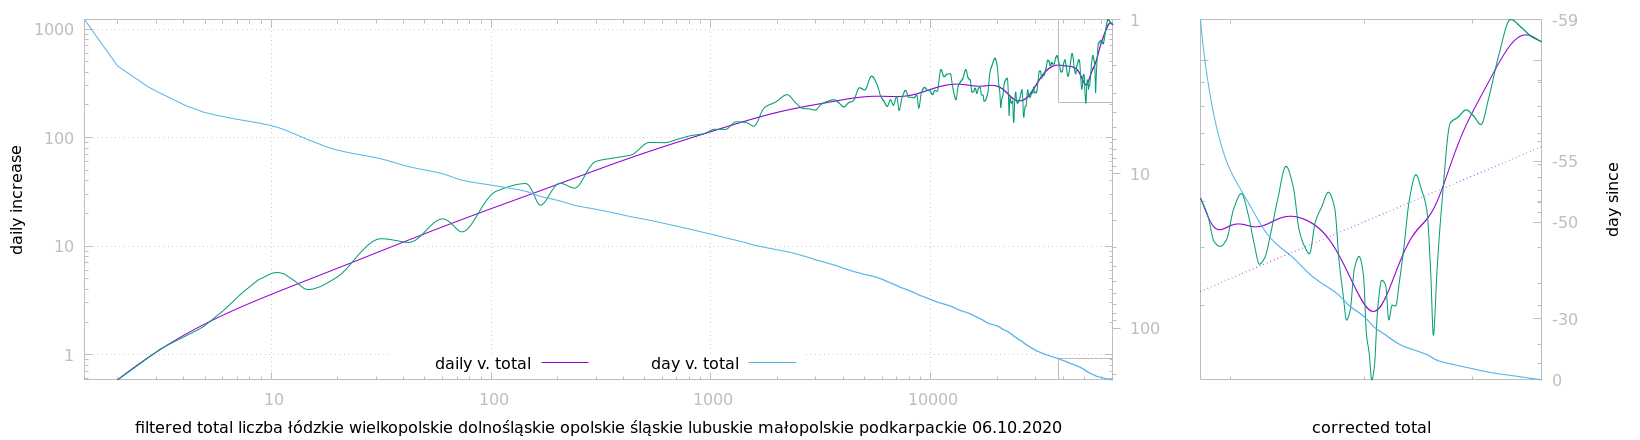 1000
100
10
1
daily increase
1
10
100
daily v. total
day v. total
10
100
1000
10000
filtered total liczba łódzkie wielkopolskie dolnośląskie opolskie śląskie lubuskie małopolskie podkarpackie 06.10.2020
-59
-55
-50
-30
0
day since
corrected total